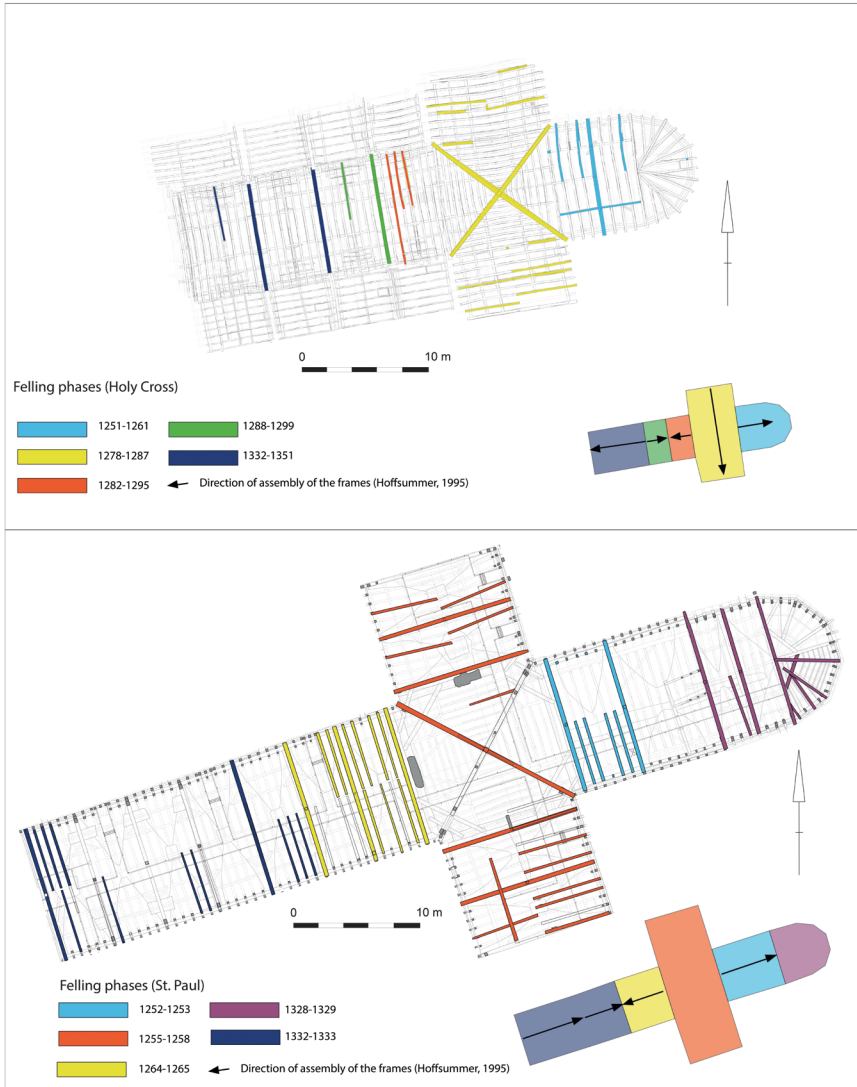 0 10 m
Felling phases (Holy Cross)
1251-1261 1288-1299
1278-1287 1332-1351
1282-1295 Direction of assembly of the frames (Hoffsummer, 1995)
0 10 m
Felling phases (St. Paul)
1252-1253 1328-1329
1255-1258 1332-1333
1264-1265 Direction of assembly of the frames (Hoffsummer, 1995)